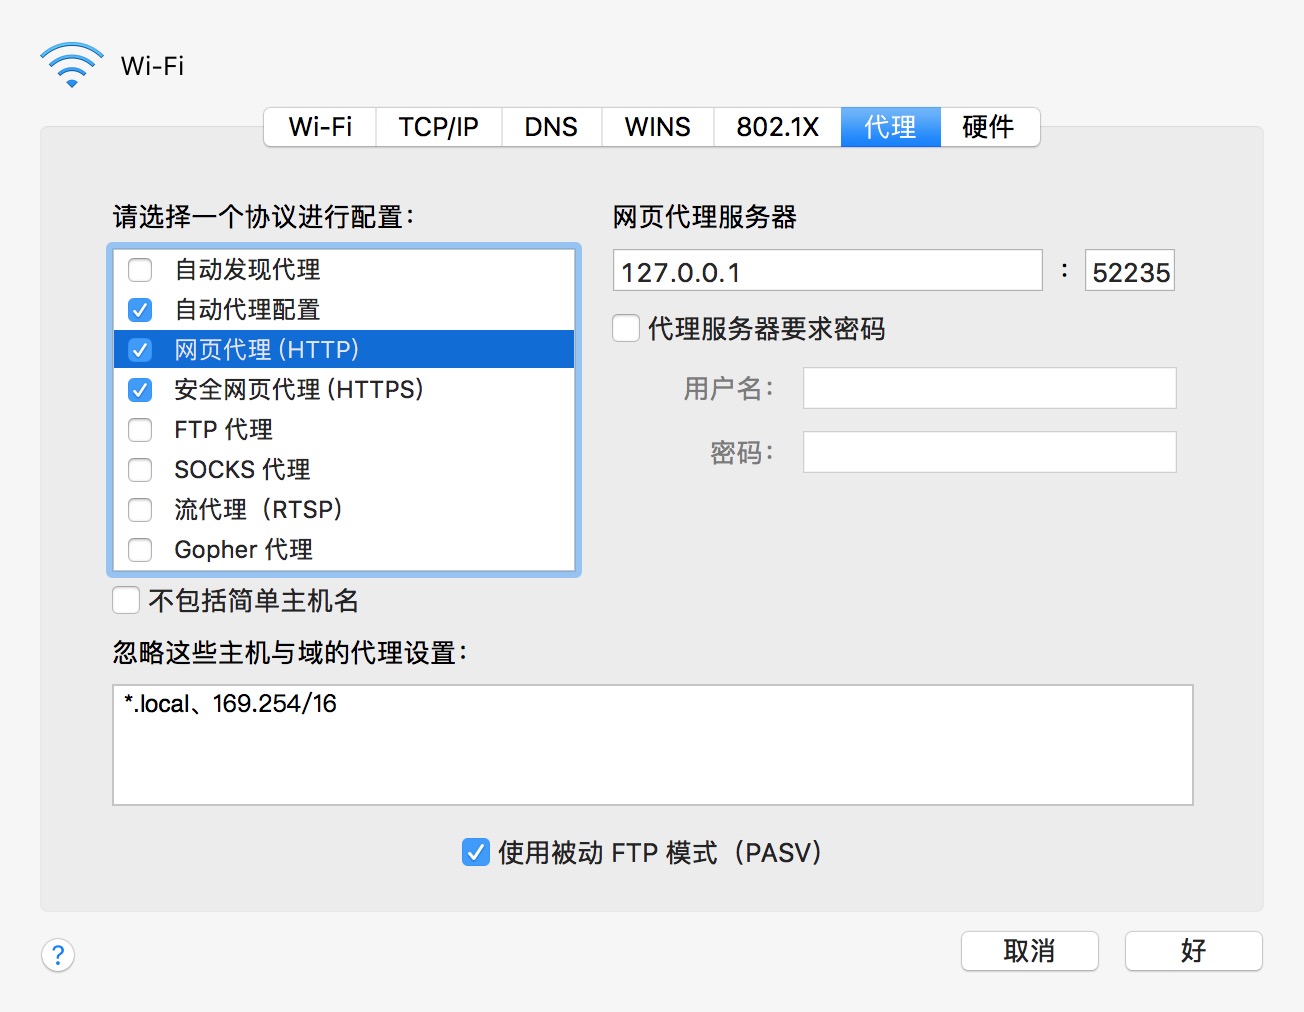 Wi-Fi
Wi-Fi TCP/IP DNS WINS 802.1X 代理 硬件
请选择一个协议进行配置：
自动发现代理
自动代理配置
网页代理 (HTTP)
安全网页代理 (HTTPS)
FTP 代理
SOCKS 代理
流代理（RTSP）
Gopher 代理
网页代理服务器
127.0.0.1 : 52235
代理服务器要求密码
用户名：
密码：
不包括简单主机名
忽略这些主机与域的代理设置：
*.local、169.254/16
使用被动 FTP 模式（PASV）
? 取消 好